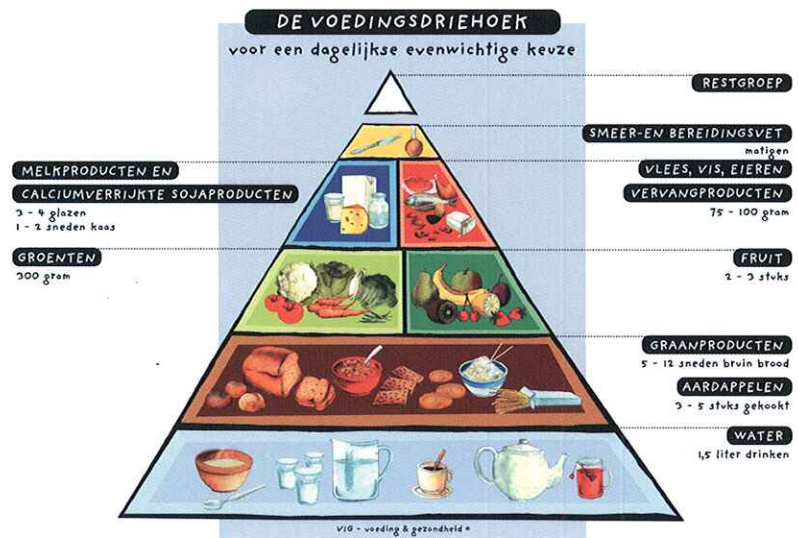 DE VOEDINGSDRIEHOEK
voor een dagelijkse evenwichtige keuze
RESTGROEP
SMEER-EN BEREIDINGSVET
matigen
MELKPRODUCTEN EN
CALCIUMVERRIJKTE SOJAPRODUCTEN
3 - 4 glazen
1 - 2 sneden kaas
VLEES, VIS, EIEREN
VERVANGPRODUCTEN
75 - 100 gram
GROENTEN
300 gram
FRUIT
2 - 3 stuks
GRAANPRODUCTEN
5 - 12 sneden bruin brood
AARDAPPELEN
3 - 5 stuks gekookt
WATER
1,5 liter drinken
VIG - voeding & gezondheid ©